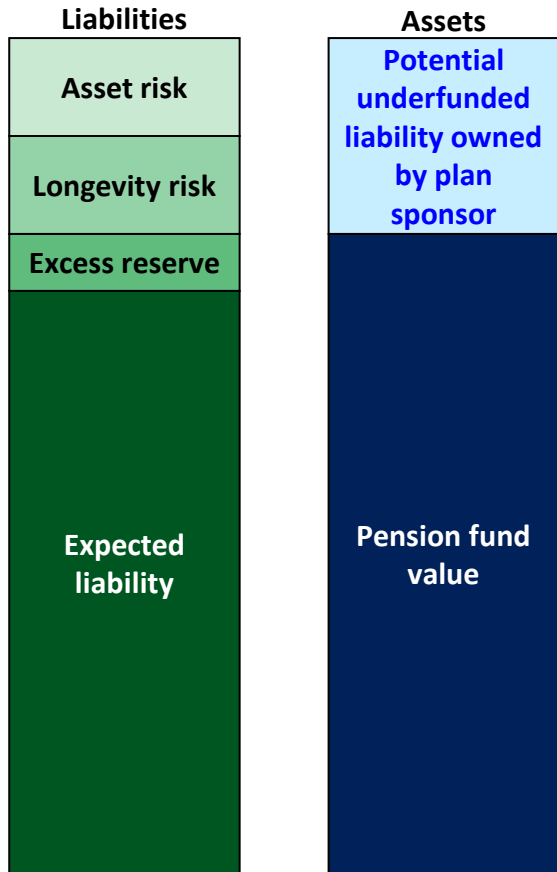 Liabilities
Asset risk
Longevity risk
Excess reserve
Expected
liability
Assets
Potential
underfunded
liability owned
by plan
sponsor
Pension fund
value